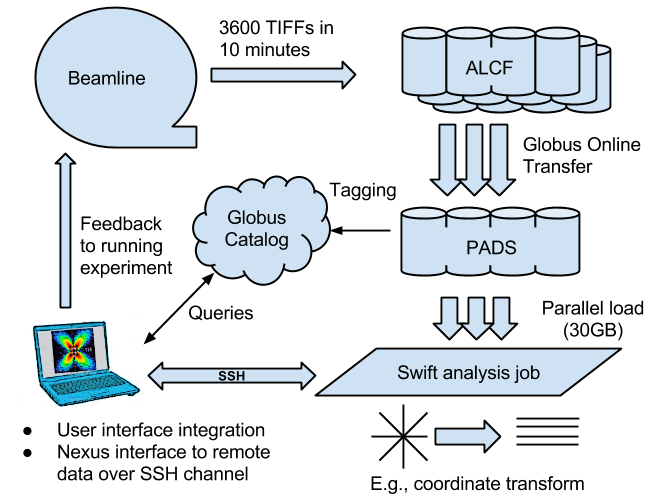 3600 TIFFs in
10 minutes
Beamline
ALCF
Globus Online
Transfer
Tagging
Globus
Catalog
PADS
Feedback
to running
experiment
Queries
Parallel load
(30GB)
SSH
Swift analysis job
● User interface integration
● Nexus interface to remote
data over SSH channel
E.g., coordinate transform